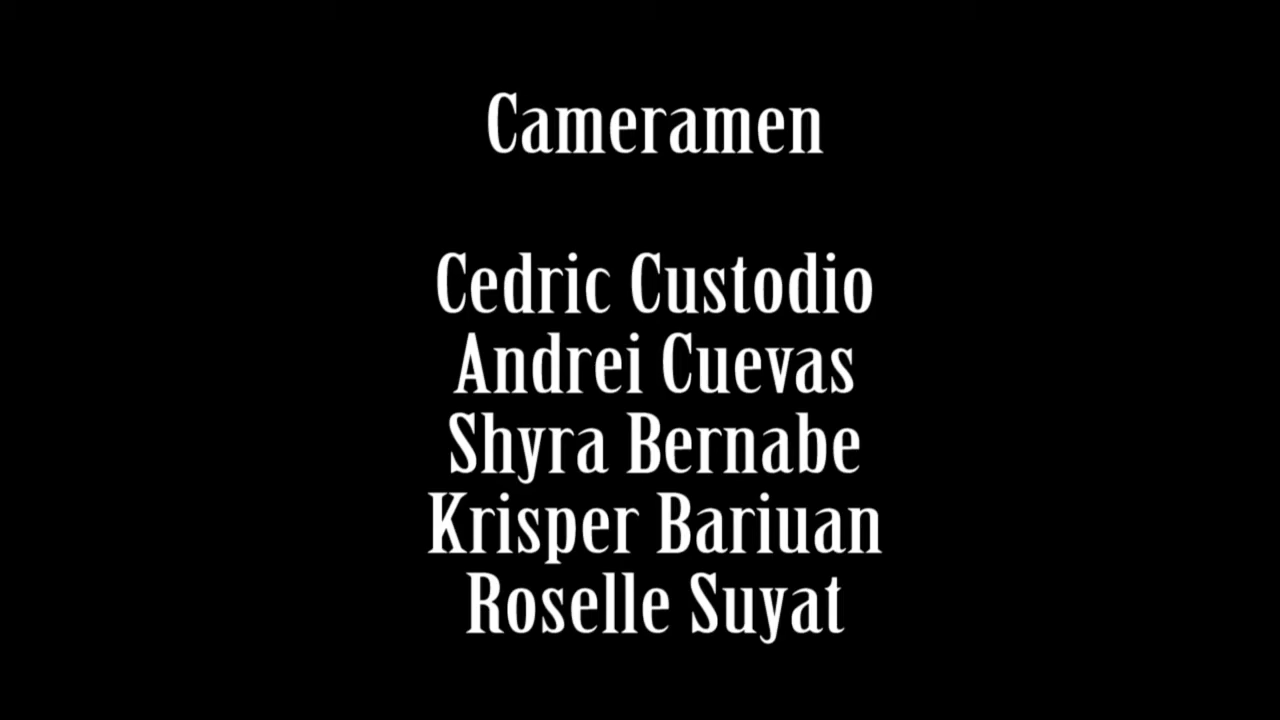 Cameramen
Cedric Custodio
Andrei Cuevas
Shyra Bernabe
Krisper Bariuan
Roselle Suyat